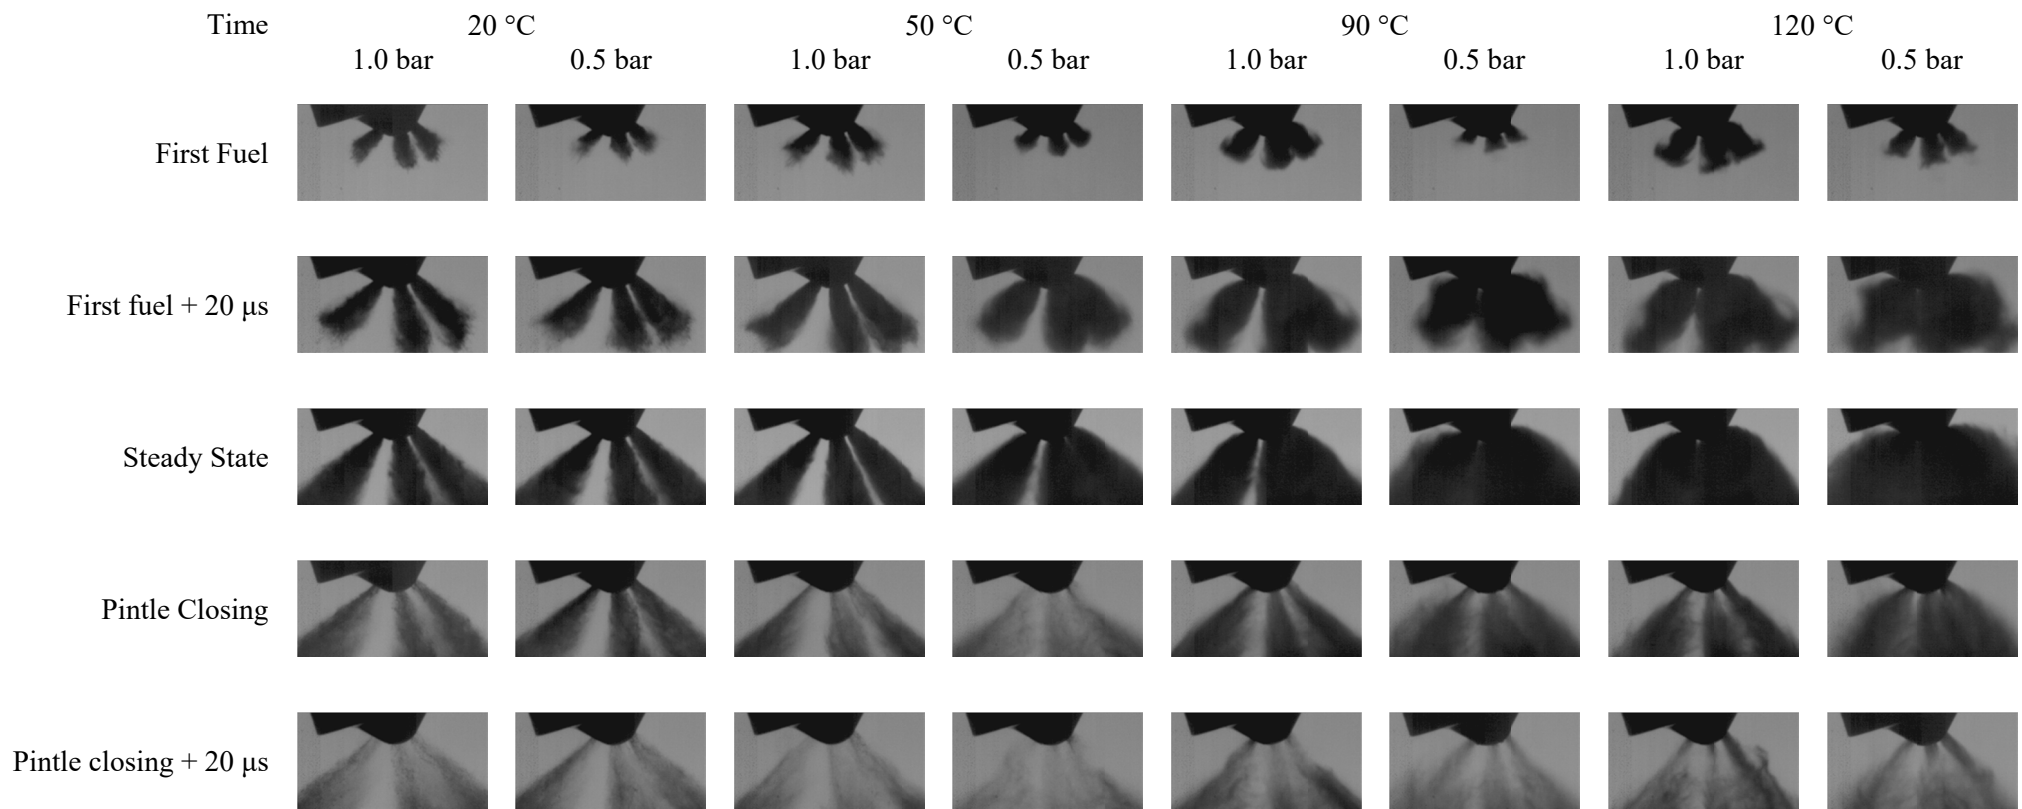 Time 20 °C 50 °C 90 °C 120 °C
1.0 bar 0.5 bar 1.0 bar 0.5 bar 1.0 bar 0.5 bar 1.0 bar 0.5 bar
First Fuel
First fuel + 20 μs
Steady State
Pintle Closing
Pintle closing + 20 μs